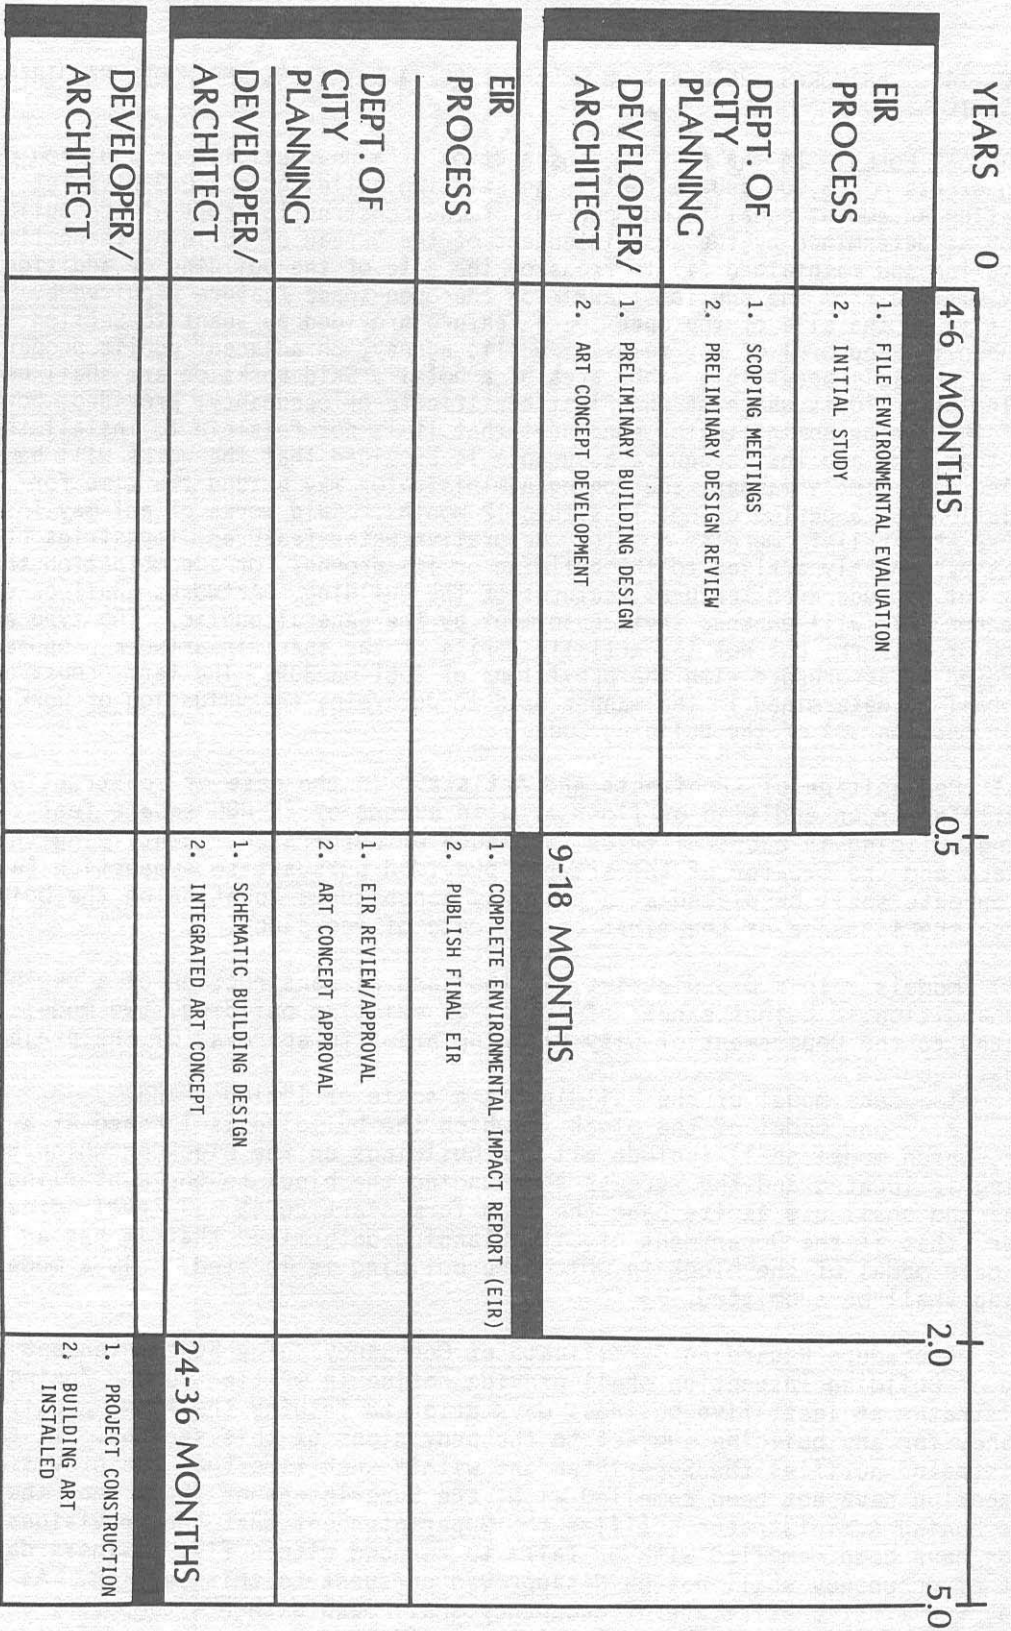 YEARS 0 0.5 2.0 5.0
4-6 MONTHS
EIR
PROCESS
1. FILE ENVIRONMENTAL EVALUATION
2. INITIAL STUDY
DEPT. OF
CITY
PLANNING
1. SCOPING MEETINGS
2. PRELIMINARY DESIGN REVIEW
DEVELOPER/
ARCHITECT
1. PRELIMINARY BUILDING DESIGN
2. ART CONCEPT DEVELOPMENT
9-18 MONTHS
EIR
PROCESS
1. COMPLETE ENVIRONMENTAL IMPACT REPORT (EIR)
2. PUBLISH FINAL EIR
DEPT. OF
CITY
PLANNING
1. EIR REVIEW/APPROVAL
2. ART CONCEPT APPROVAL
DEVELOPER/
ARCHITECT
1. SCHEMATIC BUILDING DESIGN
2. INTEGRATED ART CONCEPT
24-36 MONTHS
DEVELOPER/
ARCHITECT
1. PROJECT CONSTRUCTION
2. BUILDING ART
INSTALLED